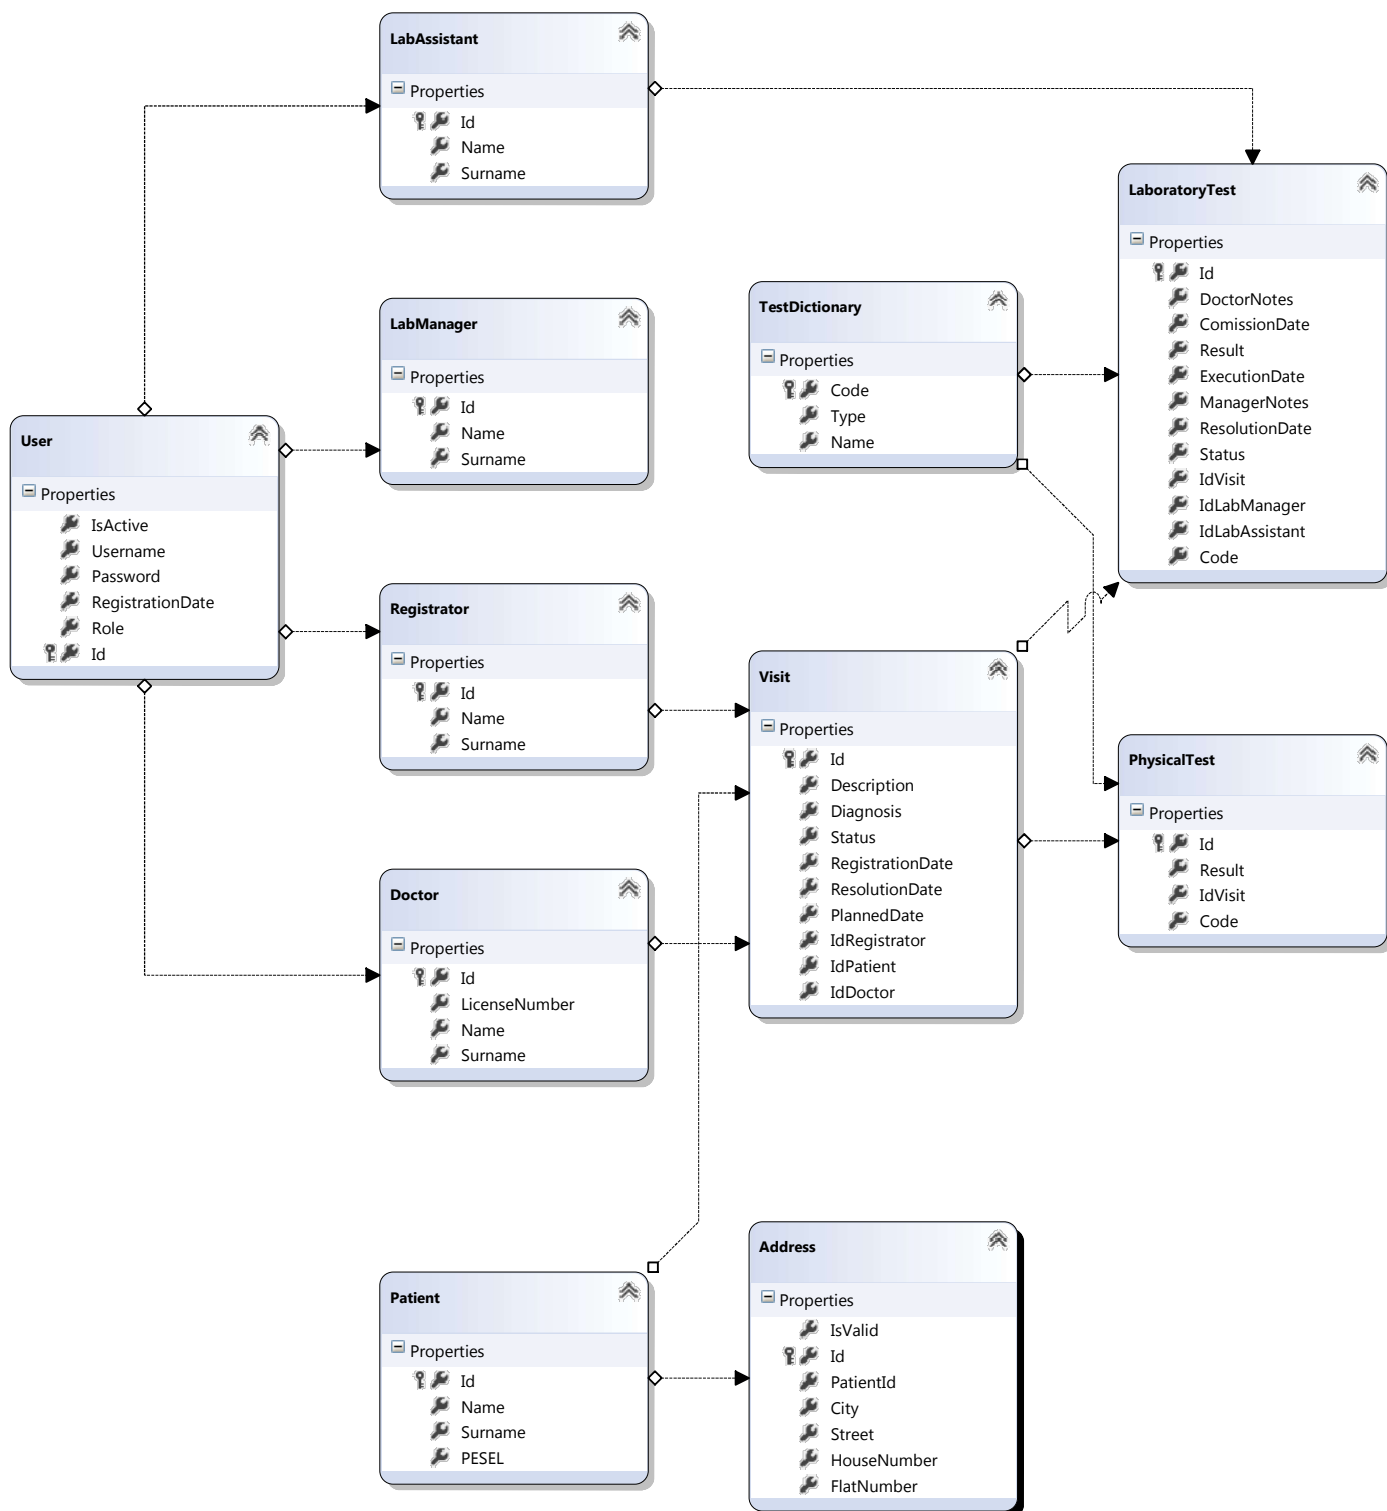 LabAssistant
Properties
Id
Name
Surname
LabManager
Properties
Id
Name
Surname
User
Properties
IsActive
Username
Password
RegistrationDate
Role
Id
Registrator
Properties
Id
Name
Surname
Doctor
Properties
Id
LicenseNumber
Name
Surname
Patient
Properties
Id
Name
Surname
PESEL
TestDictionary
Properties
Code
Type
Name
Visit
Properties
Id
Description
Diagnosis
Status
RegistrationDate
ResolutionDate
PlannedDate
IdRegistrator
IdPatient
IdDoctor
Address
Properties
IsValid
Id
PatientId
City
Street
HouseNumber
FlatNumber
LaboratoryTest
Properties
Id
DoctorNotes
ComissionDate
Result
ExecutionDate
ManagerNotes
ResolutionDate
Status
IdVisit
IdLabManager
IdLabAssistant
Code
PhysicalTest
Properties
Id
Result
IdVisit
Code